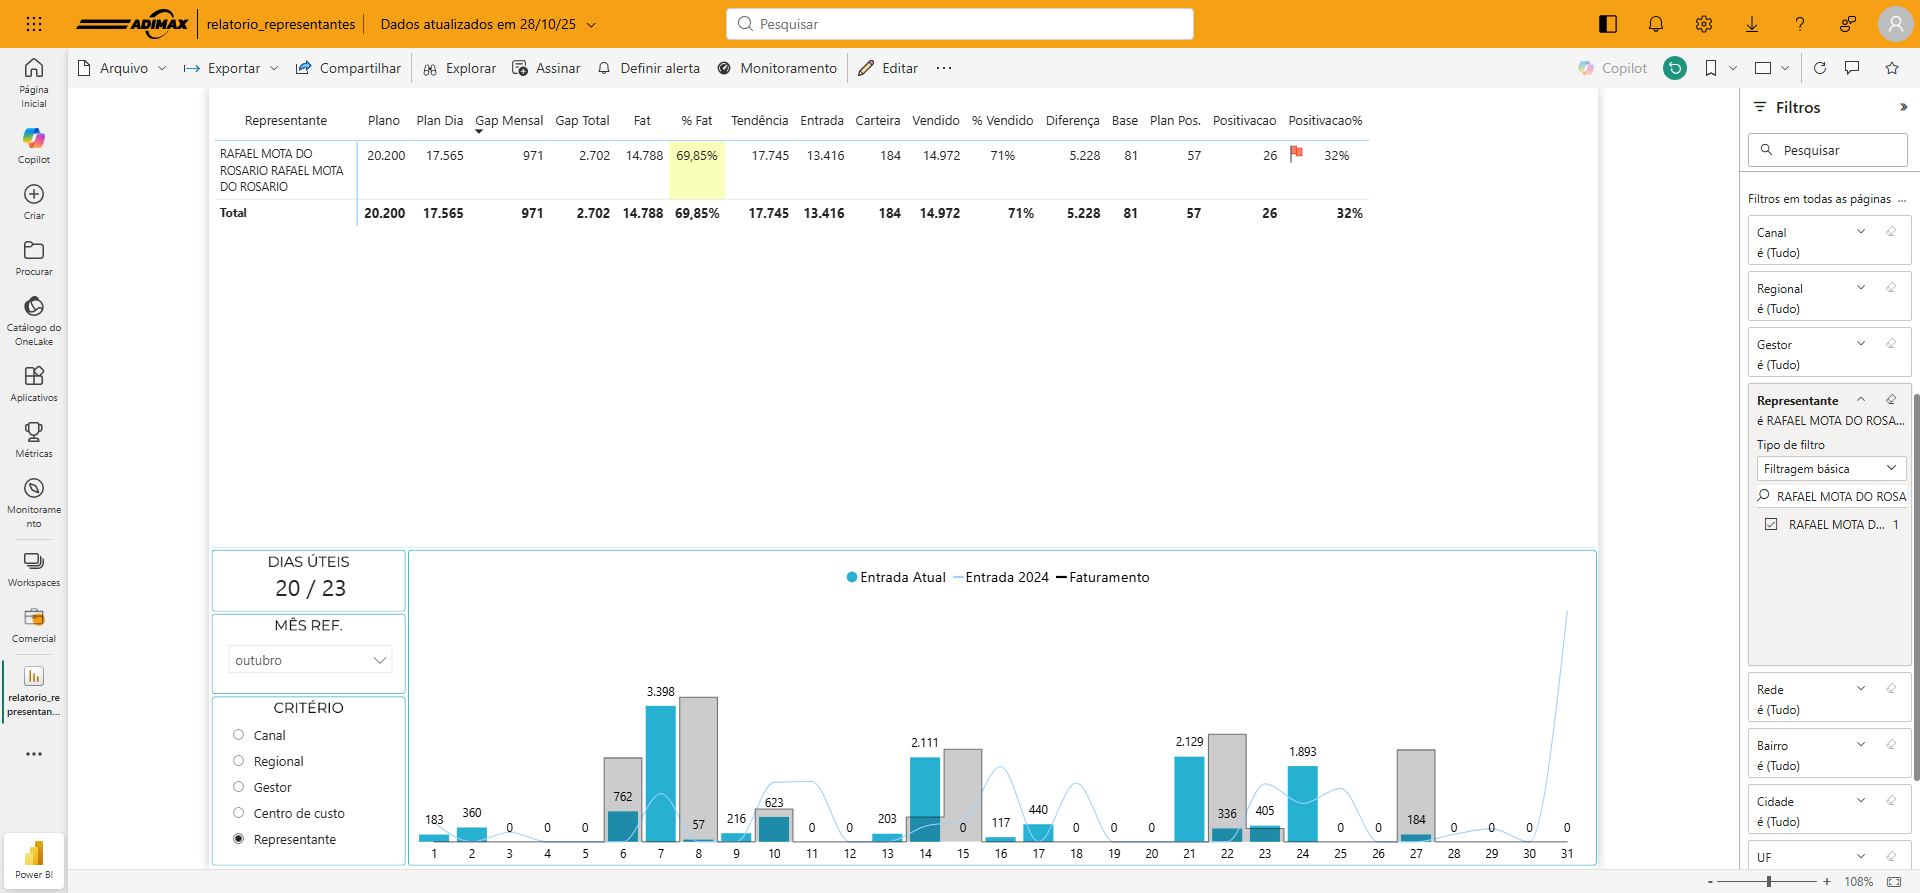 ADIMAX
relatorio_representantes
Dados atualizados em 28/10/25
Pesquisar
Arquivo
Exportar
Compartilhar
Explorar
Assinar
Definir alerta
Monitoramento
Editar
Copilot
Página
Inicial
Copilot
Criar
Procurar
Catálogo do
OneLake
Aplicativos
Métricas
Monitorame
nto
Workspaces
Comercial
relatorio_re
presentan...
Power BI
Representante Plano Plan Dia Gap Mensal Gap Total Fat % Fat Tendência Entrada Carteira Vendido % Vendido Diferença Base Plan Pos. Positivacao Positivacao%
RAFAEL MOTA DO 20.200 17.565 971 2.702 14.788 69,85% 17.745 13.416 184 14.972 71% 5.228 81 57 26 32%
ROSARIO RAFAEL MOTA
DO ROSARIO
Total 20.200 17.565 971 2.702 14.788 69,85% 17.745 13.416 184 14.972 71% 5.228 81 57 26 32%
DIAS ÚTEIS
20 / 23
MÊS REF.
outubro
CRITÉRIO
Canal
Regional
Gestor
Centro de custo
Representante
Entrada Atual Entrada 2024 Faturamento
183 360 0 0 0 762 3.398 57 216 623 0 0 203 2.111 0 117 440 0 0 0 2.129 336 405 1.893 0 0 184 0 0 0 0
1 2 3 4 5 6 7 8 9 10 11 12 13 14 15 16 17 18 19 20 21 22 23 24 25 26 27 28 29 30 31
Filtros
Pesquisar
Filtros em todas as páginas ...
Canal
é (Tudo)
Regional
é (Tudo)
Gestor
é (Tudo)
Representante
é RAFAEL MOTA DO ROSA...
Tipo de filtro
Filtragem básica
RAFAEL MOTA DO ROSA
RAFAEL MOTA D... 1
Rede
é (Tudo)
Bairro
é (Tudo)
Cidade
é (Tudo)
UF
- + 108%